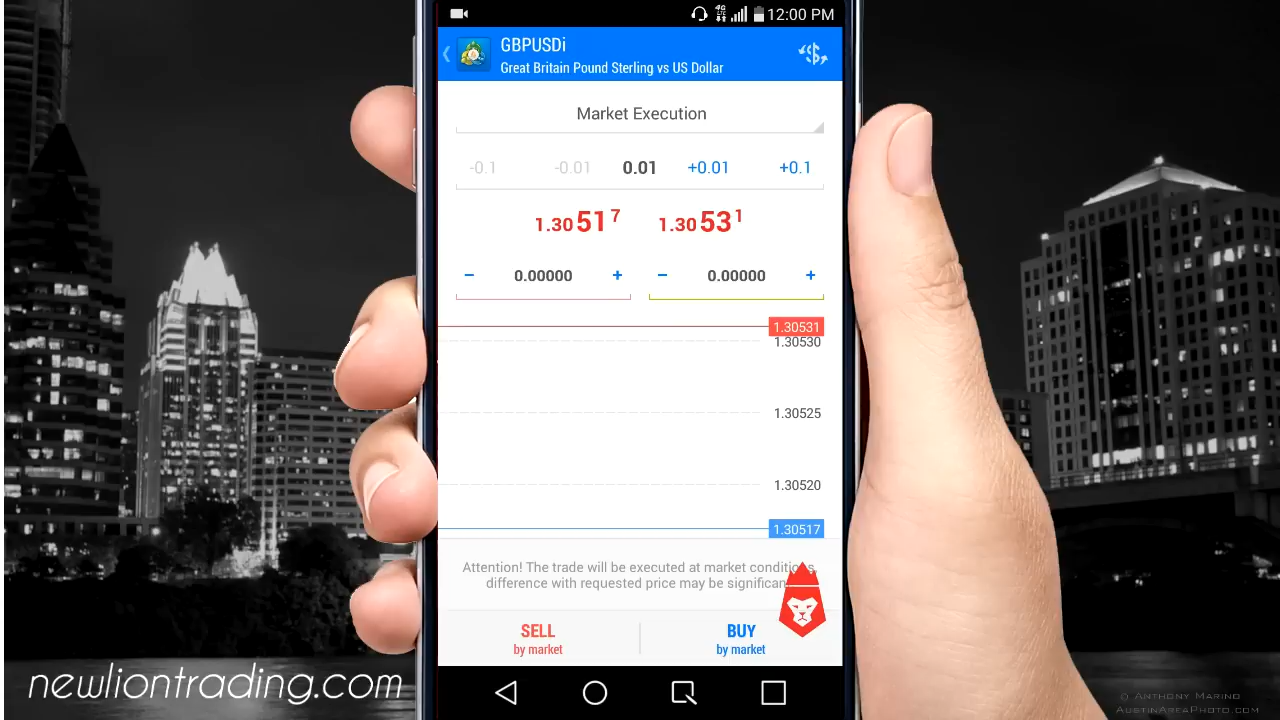 4G
LTE
12:00 PM
GBPUSDi
Great Britain Pound Sterling vs US Dollar
Market Execution
-0.1 -0.01 0.01 +0.01 +0.1
1.30517 1.30531
− 0.00000 + − 0.00000 +
1.30531
1.30530
1.30525
1.30520
1.30517
Attention! The trade will be executed at market conditions,
difference with requested price may be significan
SELL BUY
by market by market
newliontrading.com
© Anthony Marino
AustinAreaPhoto.com